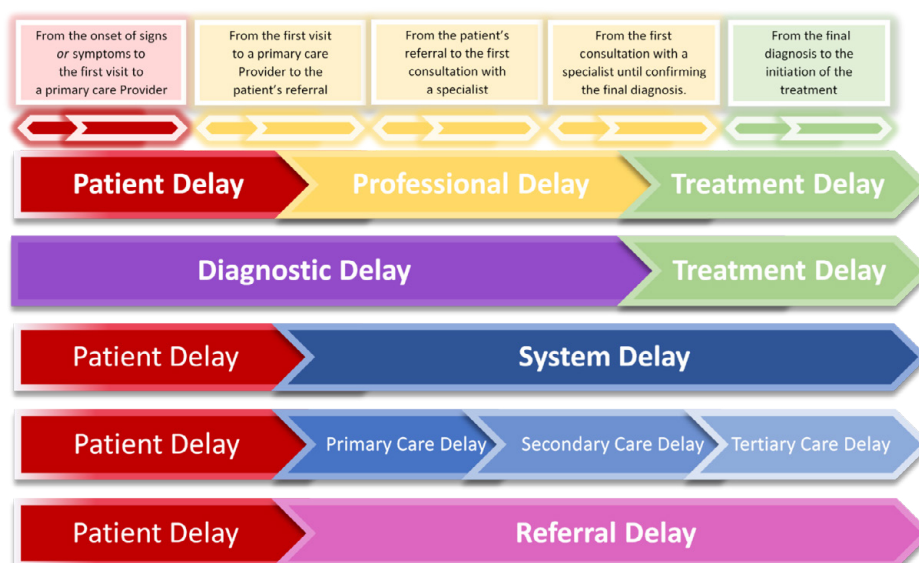 From the onset of signs
or symptoms to
the first visit to
a primary care Provider
From the first visit
to a primary care
Provider to the
patient's referral
From the patient's
referral to the first
consultation with
a specialist
From the first
consultation with a
specialist until confirming
the final diagnosis.
From the final
diagnosis to the
initiation of the
treatment
Patient Delay
Professional Delay
Treatment Delay
Diagnostic Delay
Treatment Delay
Patient Delay
System Delay
Patient Delay
Primary Care Delay
Secondary Care Delay
Tertiary Care Delay
Patient Delay
Referral Delay